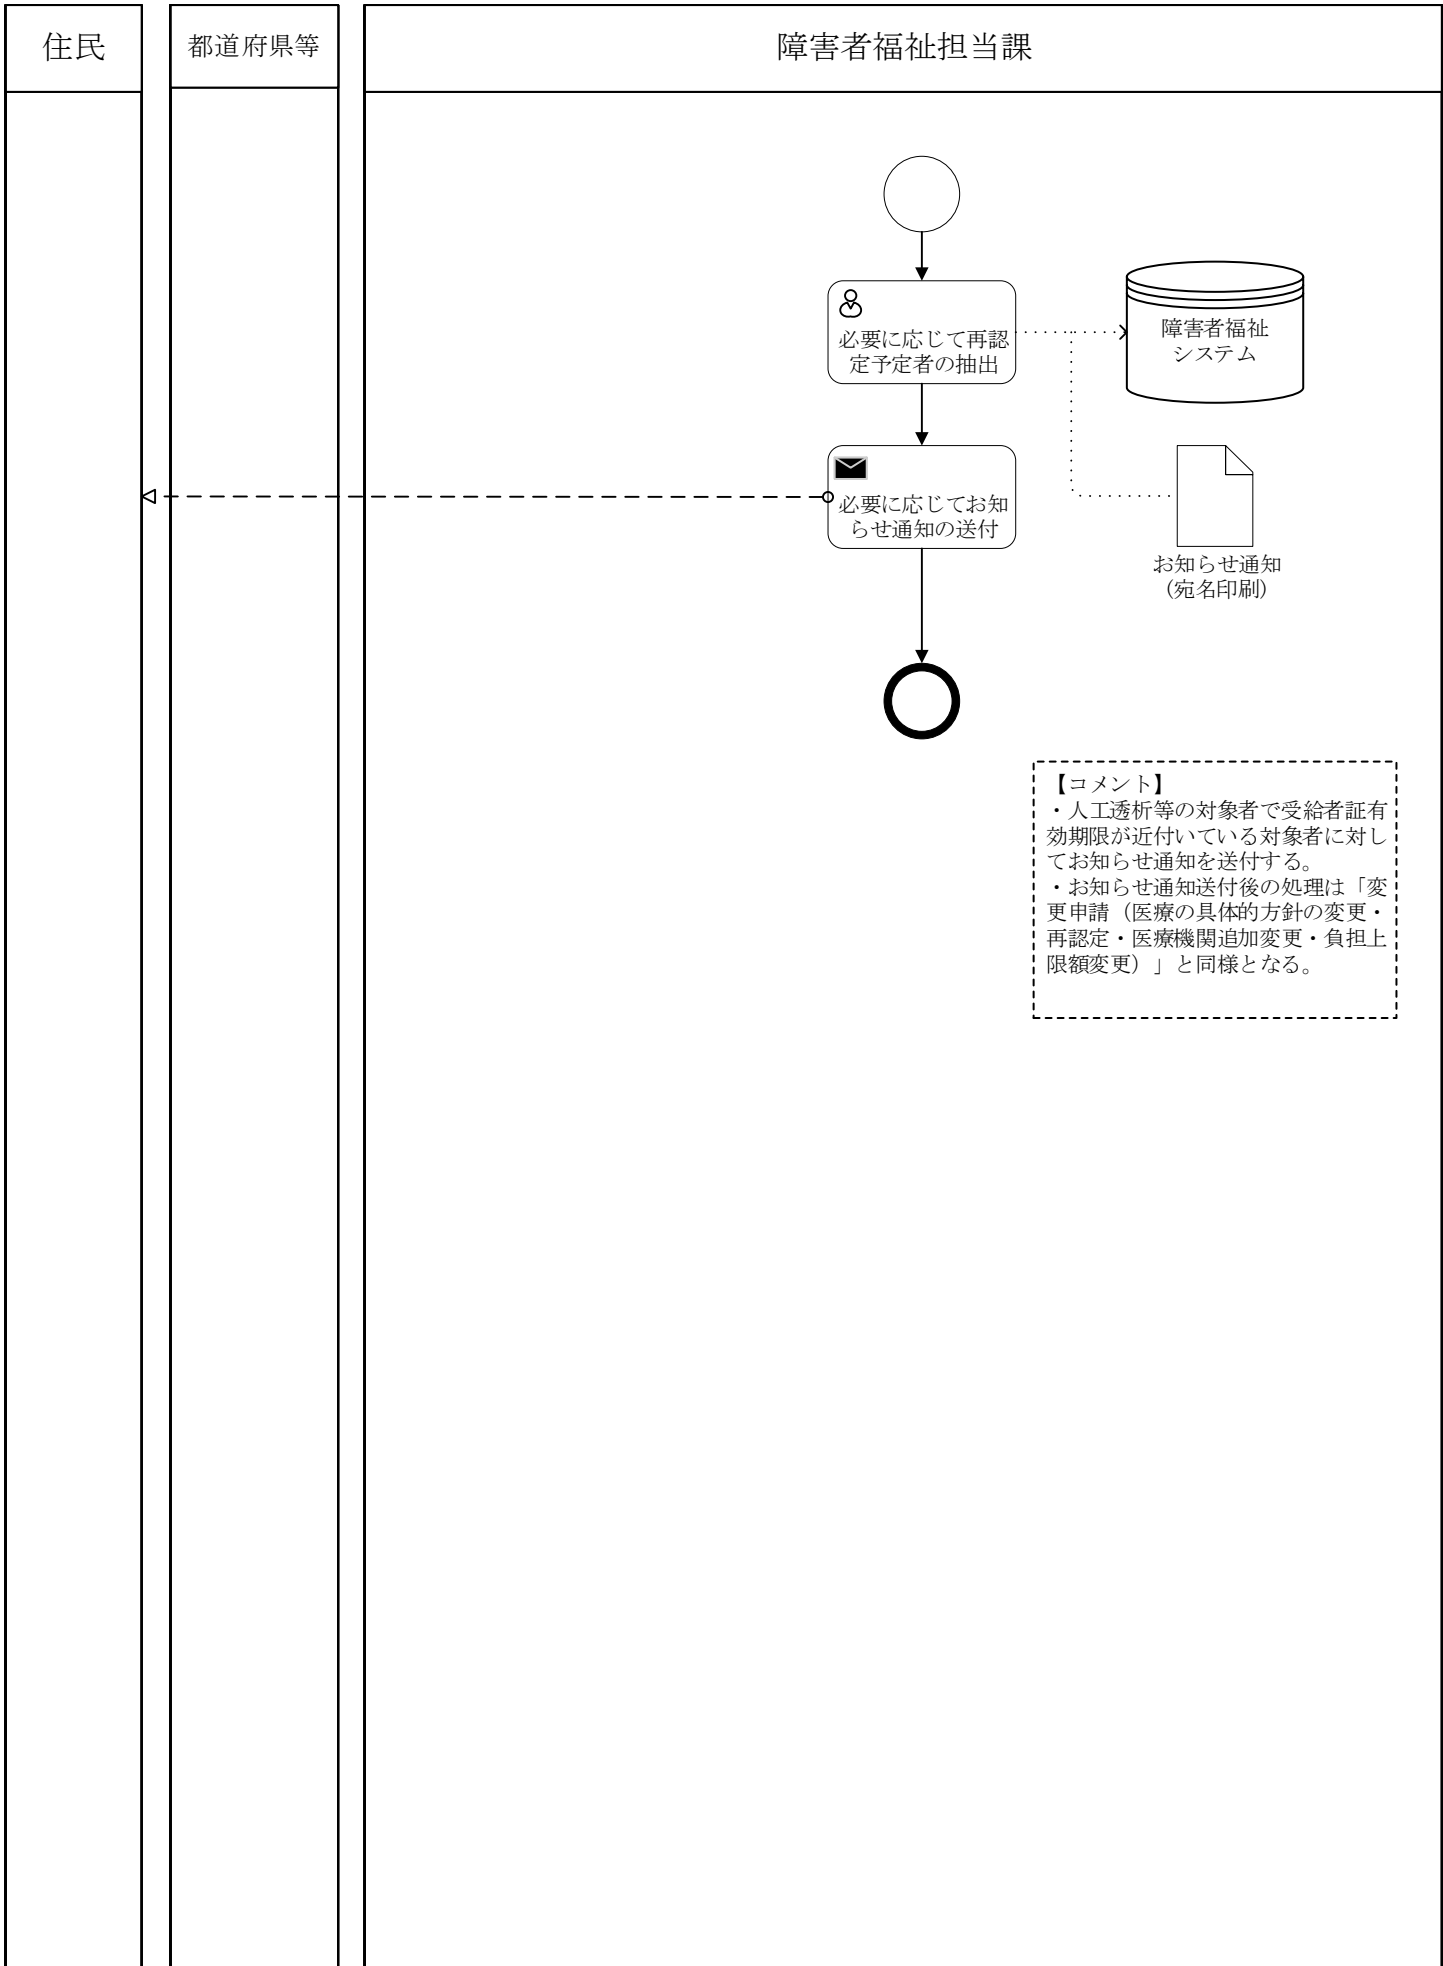 住民
都道府県等
障害者福祉担当課
必要に応じて再認
定予定者の抽出
障害者福祉
システム
必要に応じてお知
らせ通知の送付
お知らせ通知
（宛名印刷）
【コメント】
・人工透析等の対象者で受給者証有
効期限が近付いている対象者に対し
てお知らせ通知を送付する。
・お知らせ通知送付後の処理は「変
更申請（医療の具体的方針の変更・
再認定・医療機関追加変更・負担上
限額変更）」と同様となる。